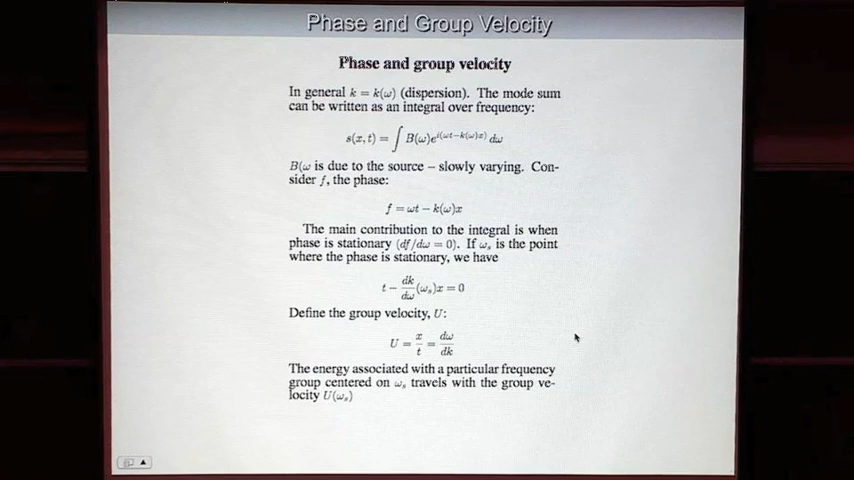 Phase and Group Velocity
Phase and group velocity
In general k = k(ω) (dispersion). The mode sum
can be written as an integral over frequency:
s(x, t) = ∫ B(ω)e^{i(ωt−k(ω)x)} dω
B(ω is due to the source – slowly varying. Con-
sider f, the phase:
f = ωt − k(ω)x
The main contribution to the integral is when
phase is stationary (df/dω = 0). If ωₛ is the point
where the phase is stationary, we have
t − dk/dω (ωₛ)x = 0
Define the group velocity, U:
U = x/t = dω/dk
The energy associated with a particular frequency
group centered on ωₛ travels with the group ve-
locity U(ωₛ)